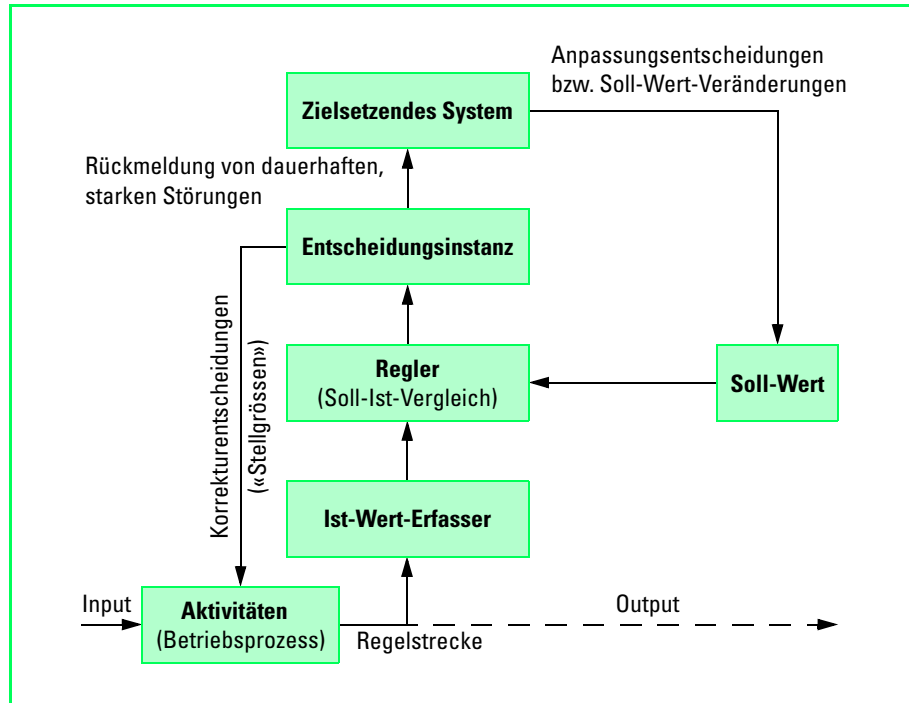 Anpassungsentscheidungen
bzw. Soll-Wert-Veränderungen
Zielsetzendes System
Rückmeldung von dauerhaften,
starken Störungen
Entscheidungsinstanz
Korrekturentscheidungen
(«Stellgrössen»)
Regler
(Soll-Ist-Vergleich)
Soll-Wert
Ist-Wert-Erfasser
Input
Aktivitäten
(Betriebsprozess)
Regelstrecke
Output